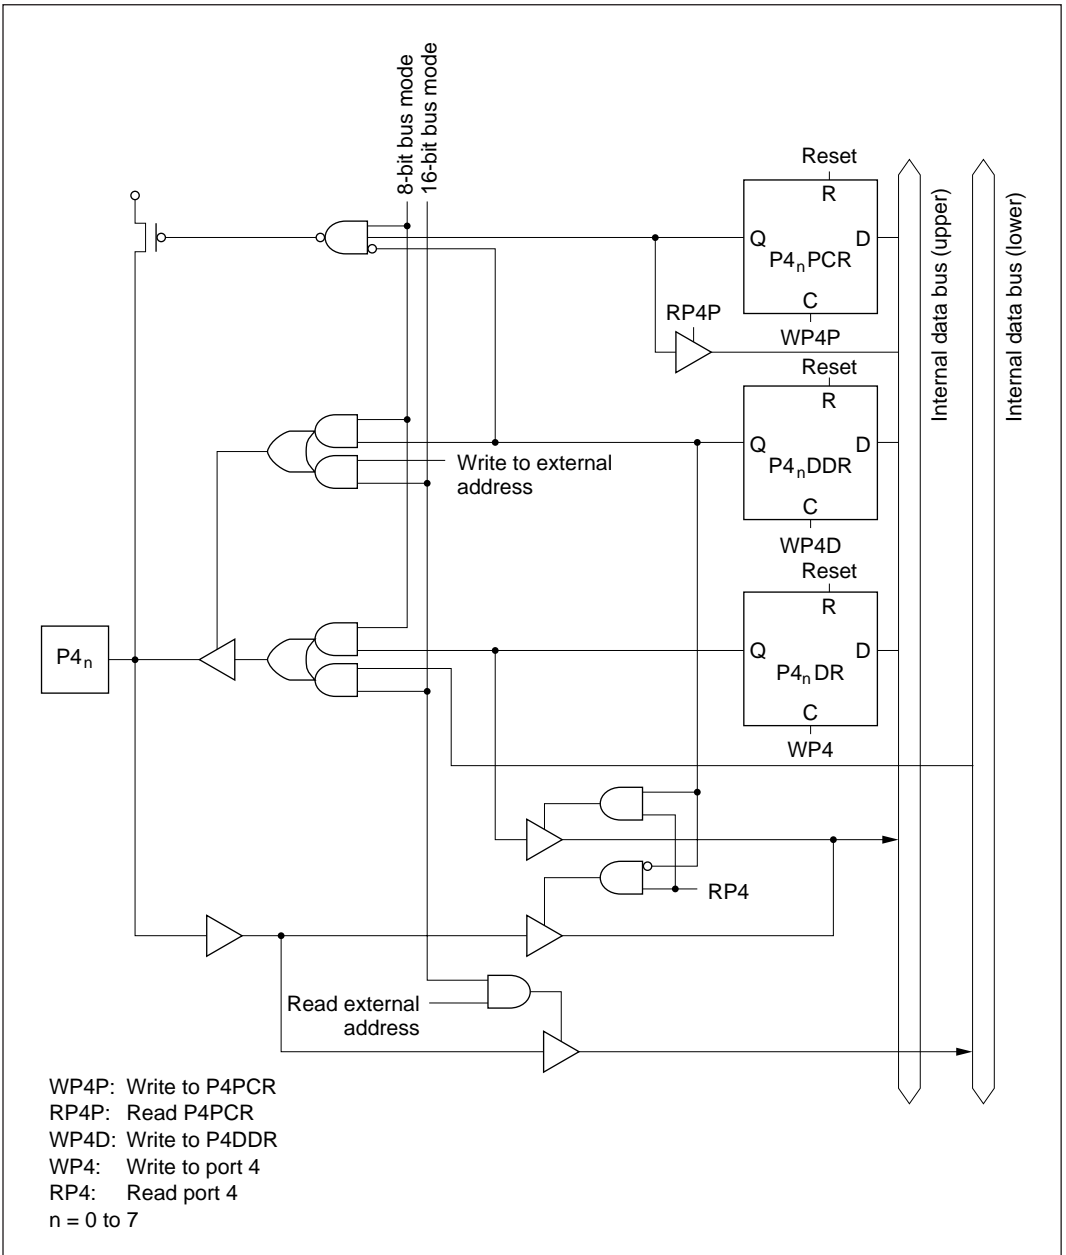 8-bit bus mode
16-bit bus mode
Reset
R
Q
D
P4nPCR
C
WP4P
RP4P
Internal data bus (upper)
Internal data bus (lower)
Reset
R
Q
D
P4nDDR
C
WP4D
Write to external
address
Reset
R
Q
D
P4nDR
C
WP4
P4n
RP4
Read external
address
WP4P: Write to P4PCR
RP4P: Read P4PCR
WP4D: Write to P4DDR
WP4: Write to port 4
RP4: Read port 4
n = 0 to 7